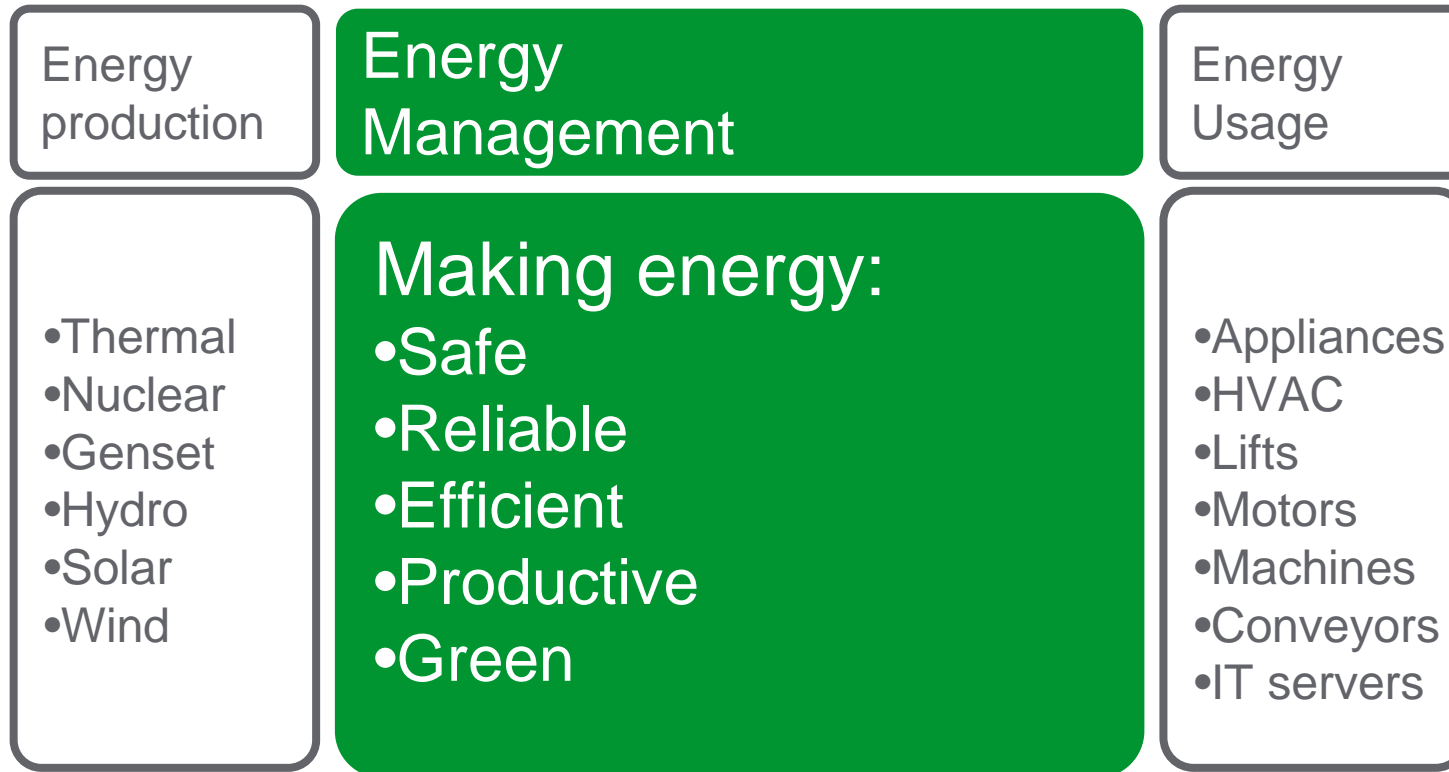 Energy
production
Energy
Management
Energy
Usage
•Thermal
•Nuclear
•Genset
•Hydro
•Solar
•Wind
Making energy:
•Safe
•Reliable
•Efficient
•Productive
•Green
•Appliances
•HVAC
•Lifts
•Motors
•Machines
•Conveyors
•IT servers